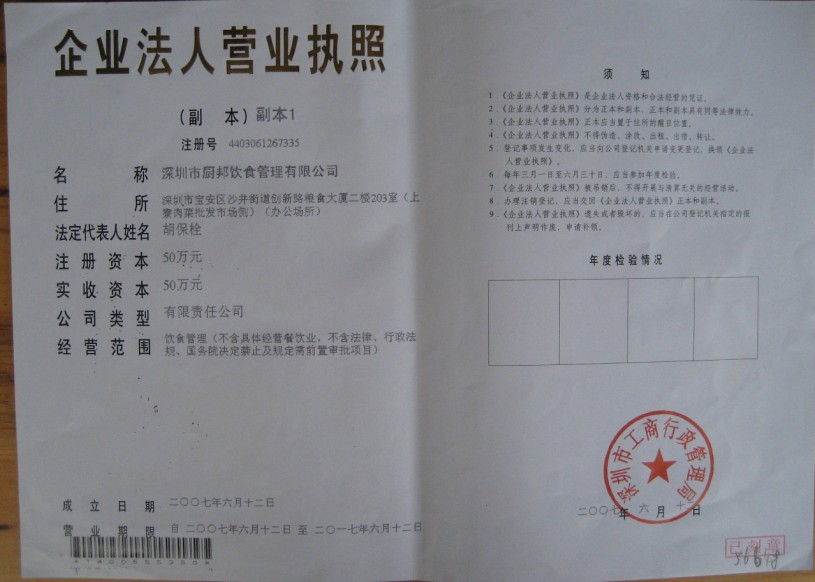 企业法人营业执照
（副 本）副本1
注册号 4403061267335
名 称 深圳市厨邦饮食管理有限公司
住 所 深圳市宝安区沙井街道创新路粮食大厦二楼203室（上
寮肉菜批发市场侧）（办公场所）
法定代表人姓名 胡保栓
注 册 资 本 50万元
实 收 资 本 50万元
公 司 类 型 有限责任公司
经 营 范 围 饮食管理（不含具体经营餐饮业，不含法律、行政法
规、国务院决定禁止及规定需前置审批项目）
成 立 日 期 二〇〇七年六月十二日
营 业 期 限 自 二〇〇七年六月十二日 至 二〇一七年六月十二日
须 知
1．《企业法人营业执照》是企业法人资格和合法经营的凭证。
2．《企业法人营业执照》分为正本和副本，正本和副本具有同等法律效力。
3．《企业法人营业执照》正本应当置于住所的醒目位置。
4．《企业法人营业执照》不得伪造、涂改、出租、出借、转让。
5．登记事项发生变化，应当向公司登记机关申请变更登记，换领《企业法
人营业执照》。
6．每年三月一日至六月三十日，应当参加年度检验。
7．《企业法人营业执照》被吊销后，不得开展与清算无关的经营活动。
8．办理注销登记，应当交回《企业法人营业执照》正本和副本。
9．《企业法人营业执照》遗失或者毁坏的，应当在公司登记机关指定的报
刊上声明作废，申请补领。
年度检验情况
深圳市工商行政管理局
二〇〇七年 六 月 十二日